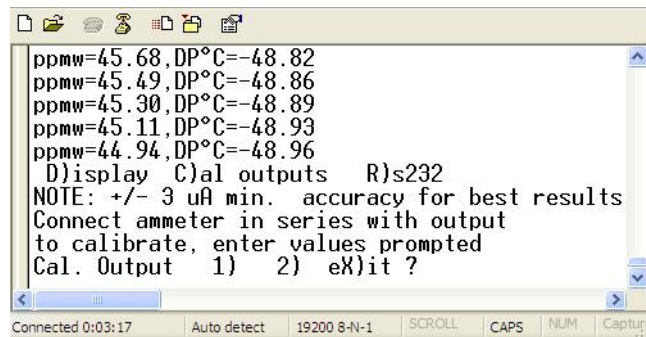 ppmw=45.68,DP°C=-48.82
ppmw=45.49,DP°C=-48.86
ppmw=45.30,DP°C=-48.89
ppmw=45.11,DP°C=-48.93
ppmw=44.94,DP°C=-48.96
D)isplay C)al outputs R)s232
NOTE: +/- 3 uA min. accuracy for best results
Connect ammeter in series with output
to calibrate, enter values prompted
Cal. Output 1) 2) eX)it ?
Connected 0:03:17 Auto detect 19200 8-N-1 SCROLL CAPS NUM Captur